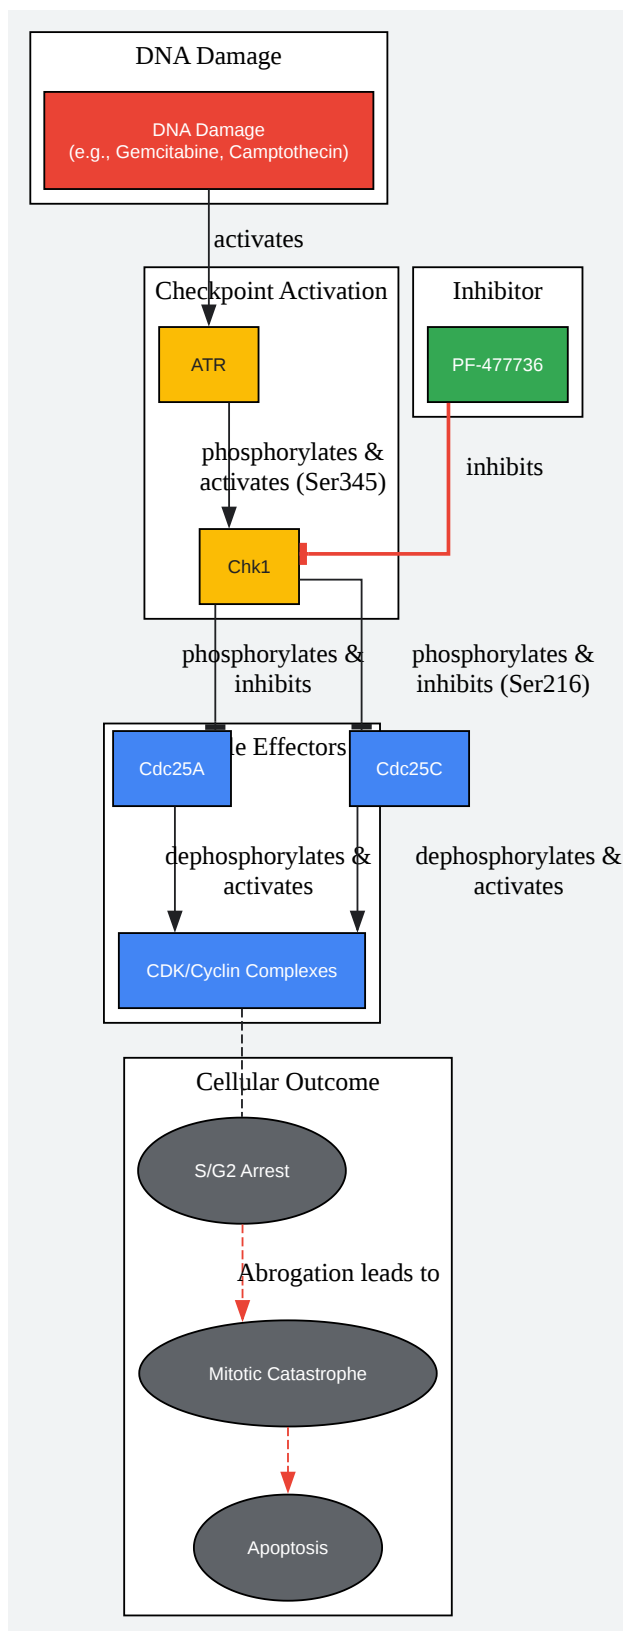 DNA Damage
DNA Damage
(e.g., Gemcitabine, Camptothecin)
activates
Checkpoint Activation
Inhibitor
ATR
PF-477736
phosphorylates &
activates (Ser345)
inhibits
Chk1
phosphorylates &
inhibits
phosphorylates &
inhibits (Ser216)
Effectors
Cdc25A
Cdc25C
dephosphorylates &
activates
dephosphorylates &
activates
CDK/Cyclin Complexes
Cellular Outcome
S/G2 Arrest
Abrogation leads to
Mitotic Catastrophe
Apoptosis